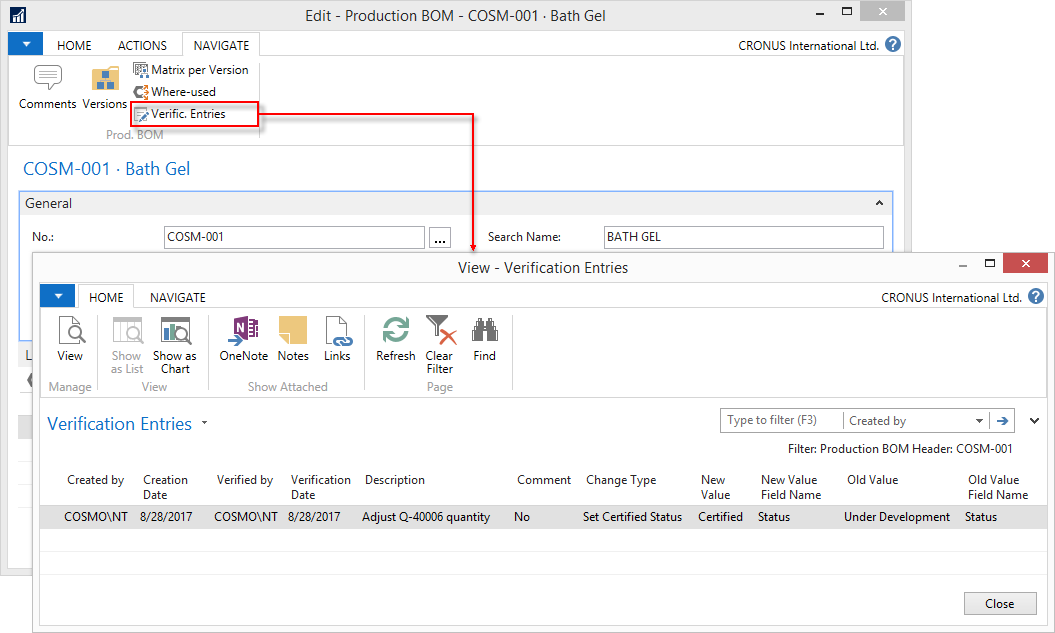 Edit - Production BOM - COSM-001 · Bath Gel
HOME ACTIONS NAVIGATE
CRONUS International Ltd. ?
Comments
Versions
Matrix per Version
Where-used
Verific. Entries
Prod. BOM
COSM-001 · Bath Gel
General
No.: COSM-001 ... Search Name: BATH GEL
L
View - Verification Entries
HOME NAVIGATE
CRONUS International Ltd. ?
View
Manage
Show
as List
Show as
Chart
View
OneNote
Notes
Links
Show Attached
Refresh
Clear
Filter
Find
Page
Verification Entries
Type to filter (F3) Created by
Filter: Production BOM Header: COSM-001
Created by Creation Date Verified by Verification Date Description Comment Change Type New Value New Value Field Name Old Value Old Value Field Name
COSMO\NT 8/28/2017 COSMO\NT 8/28/2017 Adjust Q-40006 quantity No Set Certified Status Certified Status Under Development Status
Close